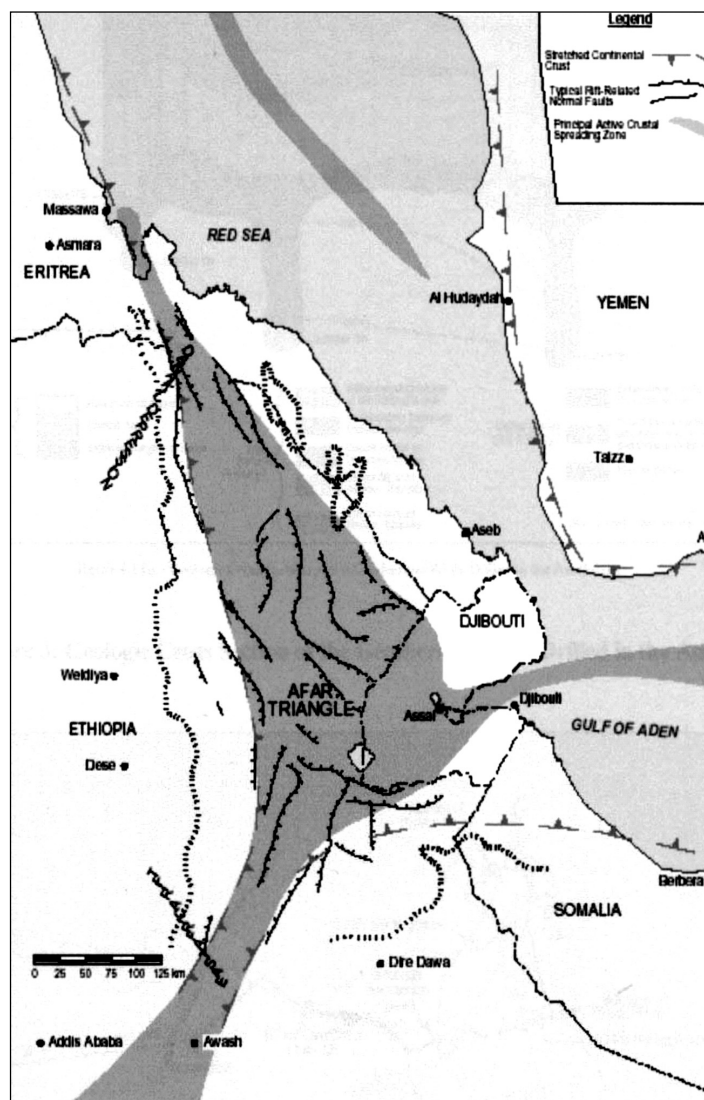 Legend
Stretched Continental
Crust
Typical Rift-Related
Normal Faults
Principal Active Crustal
Spreading Zone
Massawa
Asmara
ERITREA
RED SEA
Al Hudaydah
YEMEN
Taizz
Aseb
DJIBOUTI
Weldiya
AFAR
TRIANGLE
Assal
Djibouti
ETHIOPIA
GULF OF ADEN
Dese
Berbera
SOMALIA
0 25 50 75 100 125 km
Dire Dawa
Addis Ababa
Awash